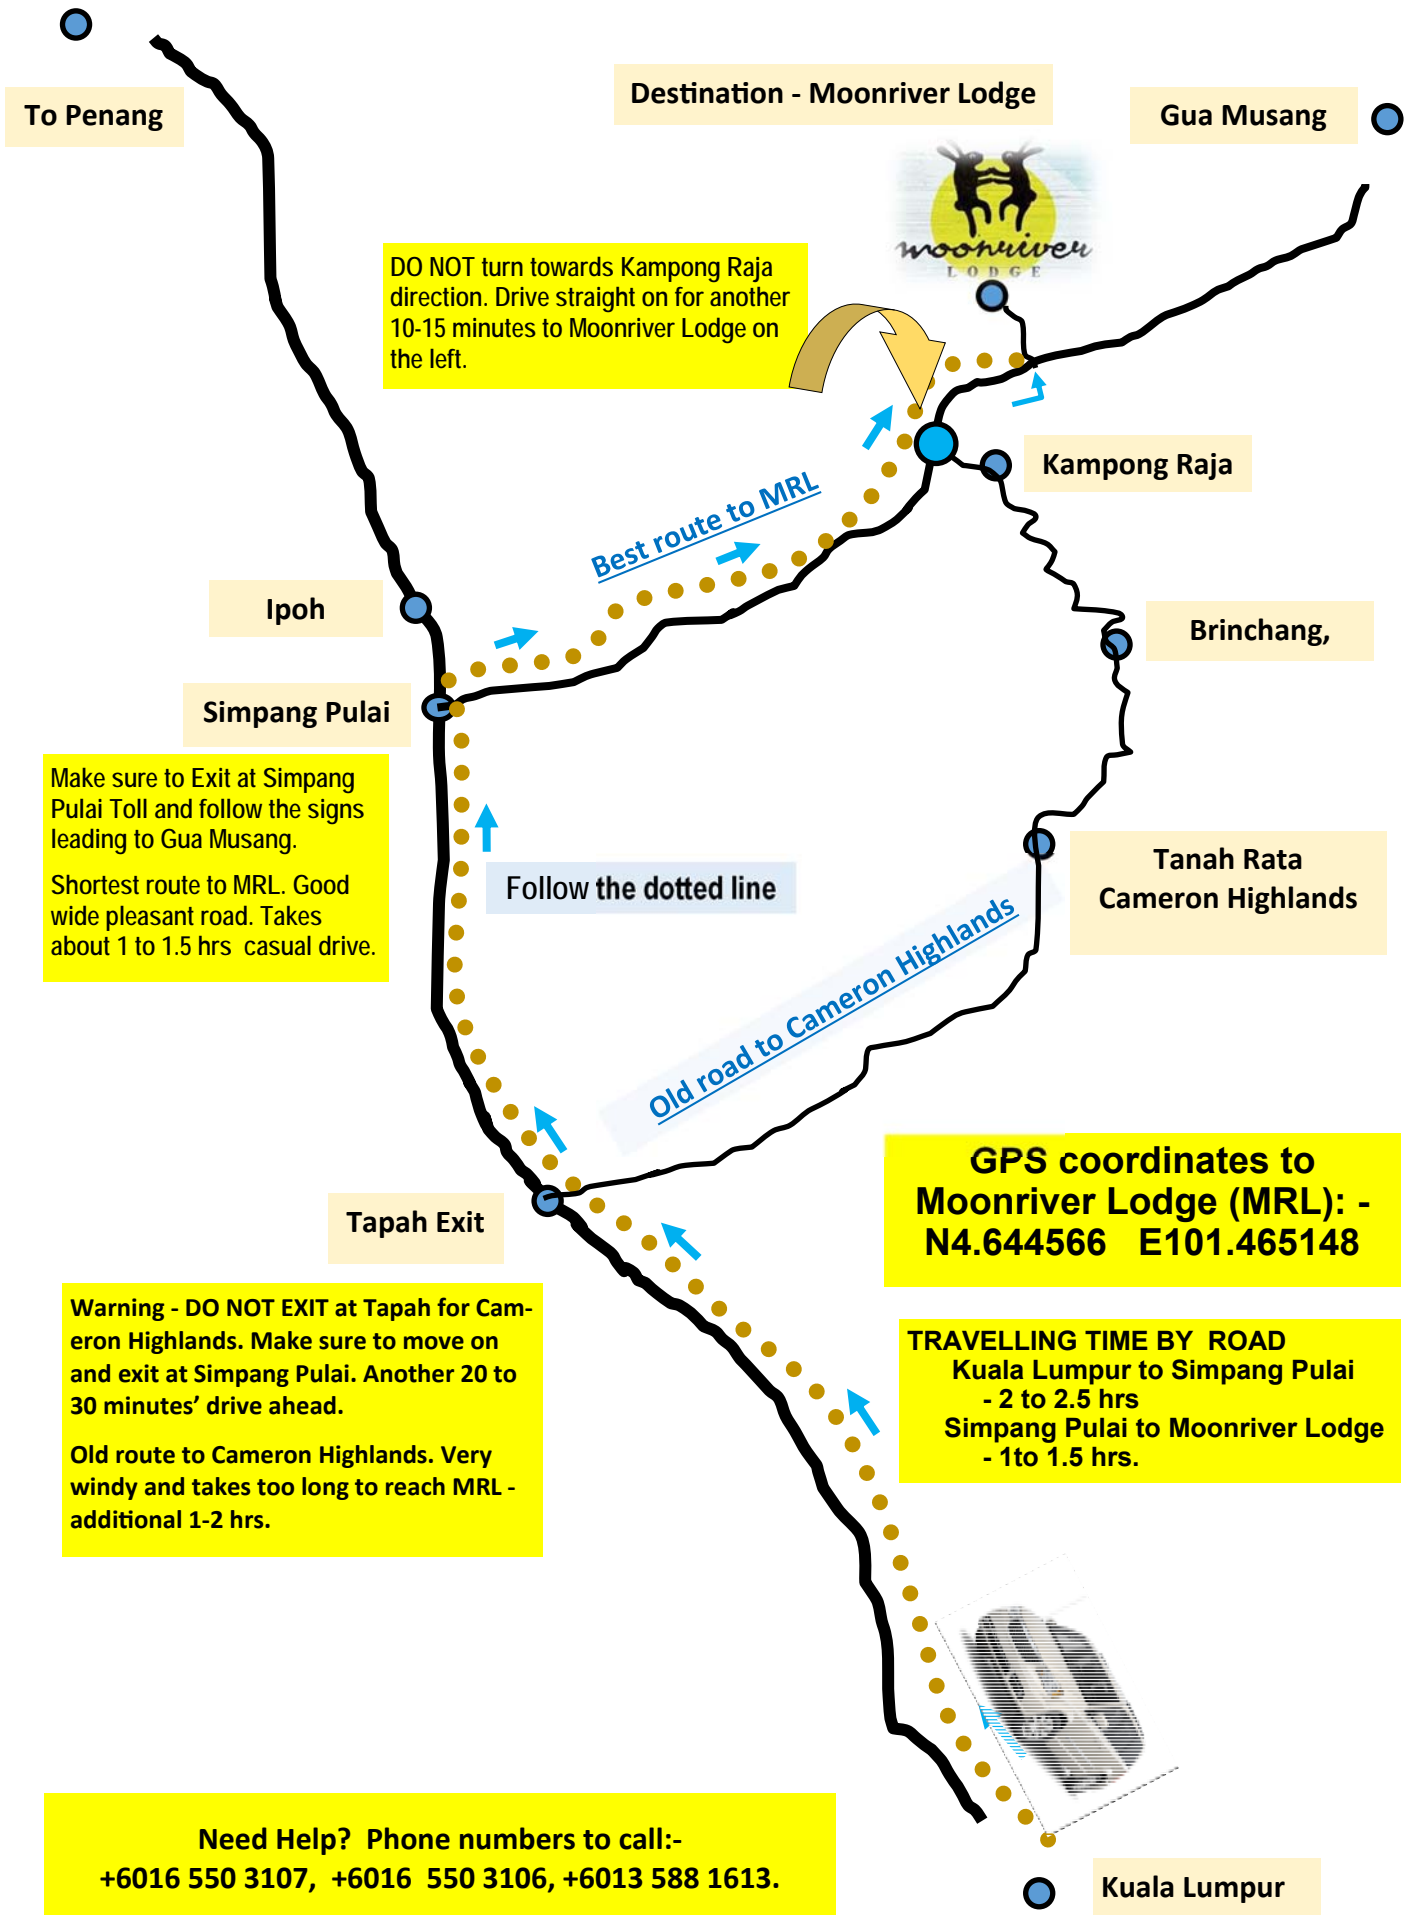 To Penang
Destination - Moonriver Lodge
Gua Musang
moonriver
LODGE
DO NOT turn towards Kampong Raja
direction. Drive straight on for another
10-15 minutes to Moonriver Lodge on
the left.
Kampong Raja
Best route to MRL
Ipoh
Brinchang,
Simpang Pulai
Make sure to Exit at Simpang
Pulai Toll and follow the signs
leading to Gua Musang.
Shortest route to MRL. Good
wide pleasant road. Takes
about 1 to 1.5 hrs  casual drive.
Follow the dotted line
Tanah Rata
Cameron Highlands
Old road to Cameron Highlands
GPS coordinates to
Moonriver Lodge (MRL): -
N4.644566   E101.465148
Tapah Exit
Warning - DO NOT EXIT at Tapah for Cam-
eron Highlands. Make sure to move on
and exit at Simpang Pulai. Another 20 to
30 minutes’ drive ahead.
Old route to Cameron Highlands. Very
windy and takes too long to reach MRL -
additional 1-2 hrs.
TRAVELLING TIME BY  ROAD
Kuala Lumpur to Simpang Pulai
- 2 to 2.5 hrs
Simpang Pulai to Moonriver Lodge
- 1to 1.5 hrs.
Need Help?  Phone numbers to call:-
+6016 550 3107,  +6016  550 3106, +6013 588 1613.
Kuala Lumpur